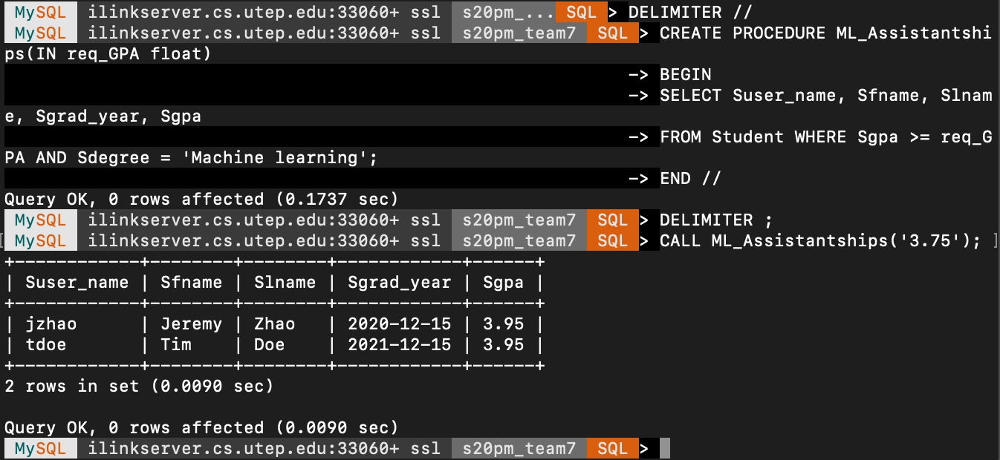 MySQL ilinkserver.cs.utep.edu:33060+ ssl s20pm_... SQL > DELIMITER //
MySQL ilinkserver.cs.utep.edu:33060+ ssl s20pm_team7 SQL > CREATE PROCEDURE ML_Assistantshi
ps(IN req_GPA float)
-> BEGIN
-> SELECT Suser_name, Sfname, Slnam
e, Sgrad_year, Sgpa
-> FROM Student WHERE Sgpa >= req_G
PA AND Sdegree = 'Machine learning';
-> END //
Query OK, 0 rows affected (0.1737 sec)
MySQL ilinkserver.cs.utep.edu:33060+ ssl s20pm_team7 SQL > DELIMITER ;
[ MySQL ilinkserver.cs.utep.edu:33060+ ssl s20pm_team7 SQL > CALL ML_Assistantships('3.75'); ]
+------------+--------+--------+------------+------+
| Suser_name | Sfname | Slname | Sgrad_year | Sgpa |
+------------+--------+--------+------------+------+
| jzhao | Jeremy | Zhao | 2020-12-15 | 3.95 |
| tdoe | Tim | Doe | 2021-12-15 | 3.95 |
+------------+--------+--------+------------+------+
2 rows in set (0.0090 sec)
Query OK, 0 rows affected (0.0090 sec)
MySQL ilinkserver.cs.utep.edu:33060+ ssl s20pm_team7 SQL >